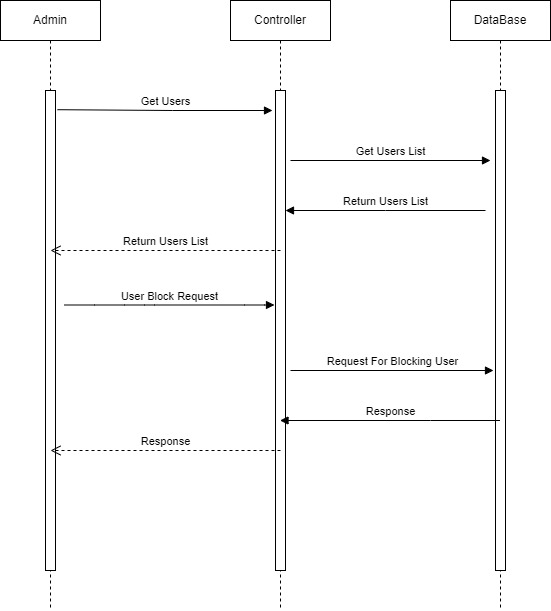 Admin
Controller
DataBase
Get Users
Get Users List
Return Users List
Return Users List
User Block Request
Request For Blocking User
Response
Response